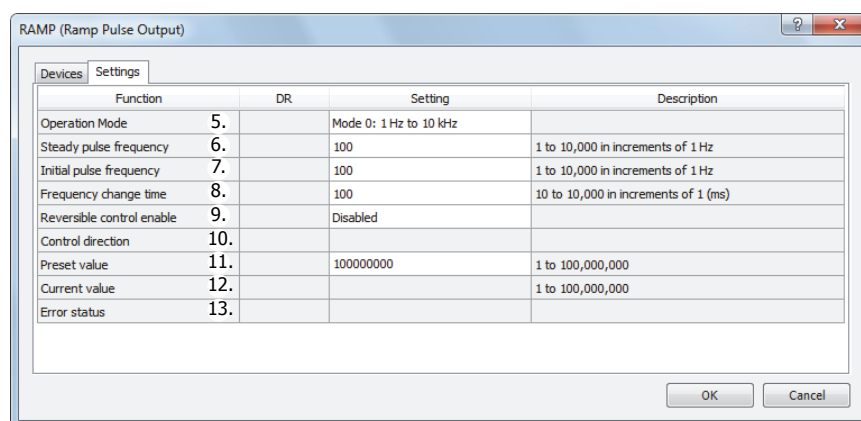 RAMP (Ramp Pulse Output)
Devices Settings
Function DR Setting Description
Operation Mode 5. Mode 0: 1 Hz to 10 kHz
Steady pulse frequency 6. 100 1 to 10,000 in increments of 1 Hz
Initial pulse frequency 7. 100 1 to 10,000 in increments of 1 Hz
Frequency change time 8. 100 10 to 10,000 in increments of 1 (ms)
Reversible control enable 9. Disabled
Control direction 10.
Preset value 11. 100000000 1 to 100,000,000
Current value 12. 1 to 100,000,000
Error status 13.
OK Cancel